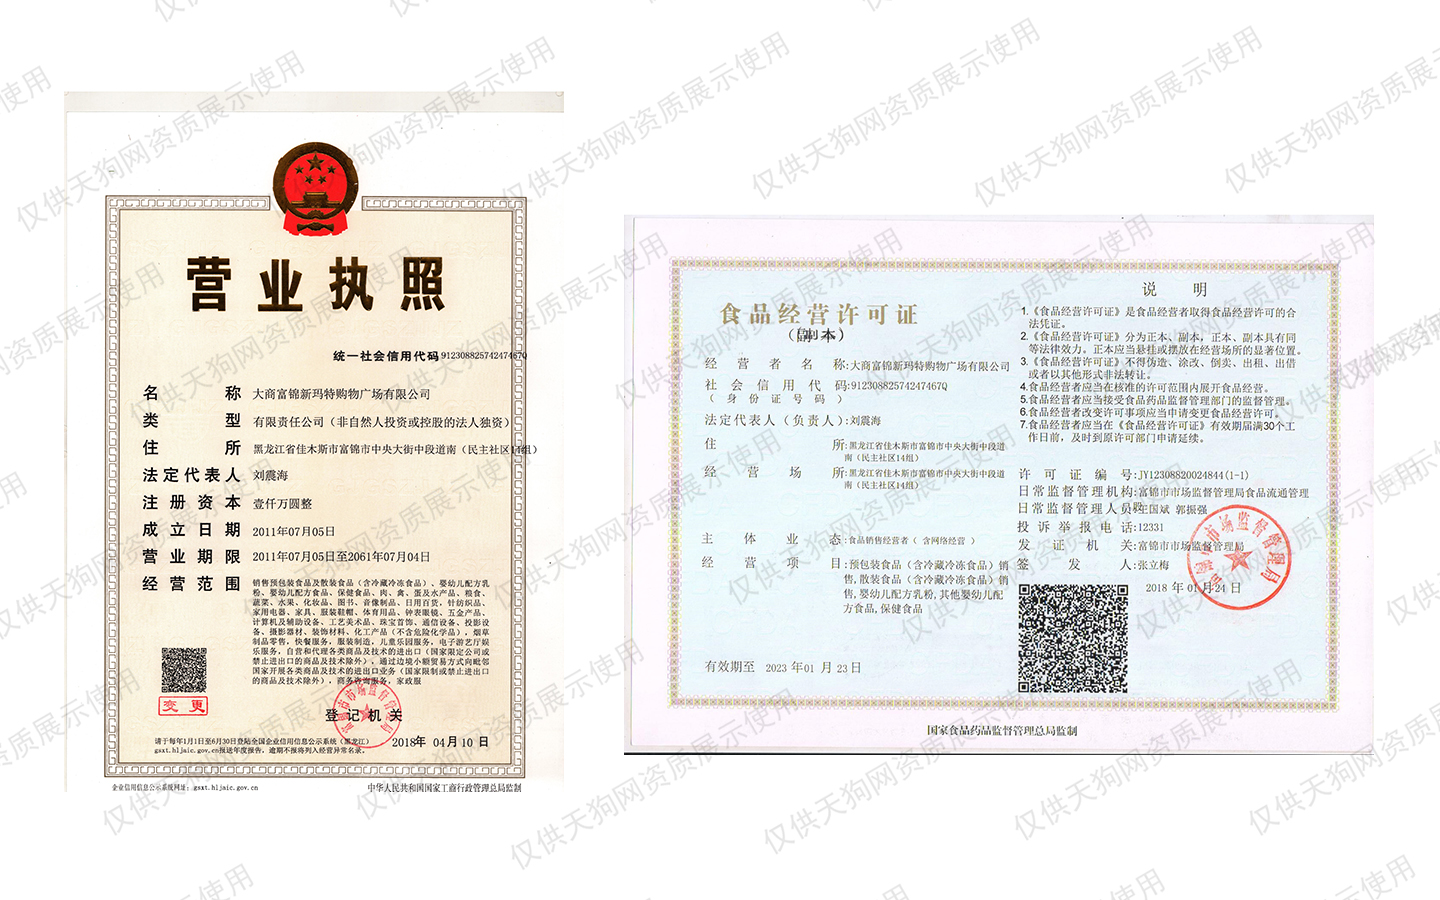 营业执照
统一社会信用代码 91230882574247467Q
名称 大商富锦新玛特购物广场有限公司
类型 有限责任公司（非自然人投资或控股的法人独资）
住所 黑龙江省佳木斯市富锦市中央大街中段道南（民主社区14组）
法定代表人 刘震海
注册资本 壹仟万圆整
成立日期 2011年07月05日
营业期限 2011年07月05日至2061年07月04日
经营范围 销售预包装食品及散装食品（含冷藏冷冻食品）、婴幼儿配方乳
粉、婴幼儿配方食品、保健食品、肉、禽、蛋及水产品、粮食、
蔬菜、水果、化妆品、图书、音像制品、日用百货、针纺织品、
家用电器、家具、服装鞋帽、体育用品、钟表眼镜、五金产品、
计算机及辅助设备、工艺美术品、珠宝首饰、通信设备、投影设
备、摄影器材、装饰材料、化工产品（不含危险化学品），烟草
制品零售，快餐服务，服装制造，儿童乐园服务，电子游艺厅娱
乐服务，自营和代理各类商品及技术的进出口（国家限定公司或
禁止进出口的商品及技术除外），通过边境小额贸易方式向毗邻
国家开展各类商品及技术的进出口业务（国家限制或禁止进出口
的商品及技术除外），商务咨询服务，家政服
变更
登记机关
2018年 04月10日
请于每年1月1日至6月30日登陆全国企业信用信息公示系统（黑龙江）
gsxt.hljaic.gov.cn报送年度报告，逾期不报将列入经营异常名录。
企业信用信息公示系统网址：gsxt.hljaic.gov.cn
中华人民共和国国家工商行政管理总局监制
食品经营许可证
（副本）
经营者名称:大商富锦新玛特购物广场有限公司
社会信用代码:91230882574247467Q
（身份证号码）
法定代表人（负责人）:刘震海
住所:黑龙江省佳木斯市富锦市中央大街中段道
南（民主社区14组）
经营场所:黑龙江省佳木斯市富锦市中央大街中段道
南（民主社区14组）
主体业态:食品销售经营者（ 含网络经营 ）
经营项目:预包装食品（含冷藏冷冻食品）销
售,散装食品（含冷藏冷冻食品）销
售,婴幼儿配方乳粉,其他婴幼儿配
方食品,保健食品
有效期至 2023 年01 月 23 日
说明
1.《食品经营许可证》是食品经营者取得食品经营许可的合
法凭证。
2.《食品经营许可证》分为正本、副本，正本、副本具有同
等法律效力。正本应当悬挂或摆放在经营场所的显著位置。
3.《食品经营许可证》不得伪造、涂改、倒卖、出租、出借
或者以其他形式非法转让。
4.食品经营者应当在核准的许可范围内展开食品经营。
5.食品经营者应当接受食品药品监督管理部门的监督管理。
6.食品经营者改变许可事项应当申请变更食品经营许可。
7.食品经营者应当在《食品经营许可证》有效期届满30个工
作日前，及时到原许可部门申请延续。
许可证编号:JY12308820024844(1-1)
日常监督管理机构:富锦市市场监督管理局食品流通管理
股
日常监督管理人员:庄国斌 郭振强
投诉举报电话:12331
发证机关:富锦市市场监督管理局
签发人:张立梅
2018 年 01 月 24 日
国家食品药品监督管理总局监制
仅供天狗网资质展示使用